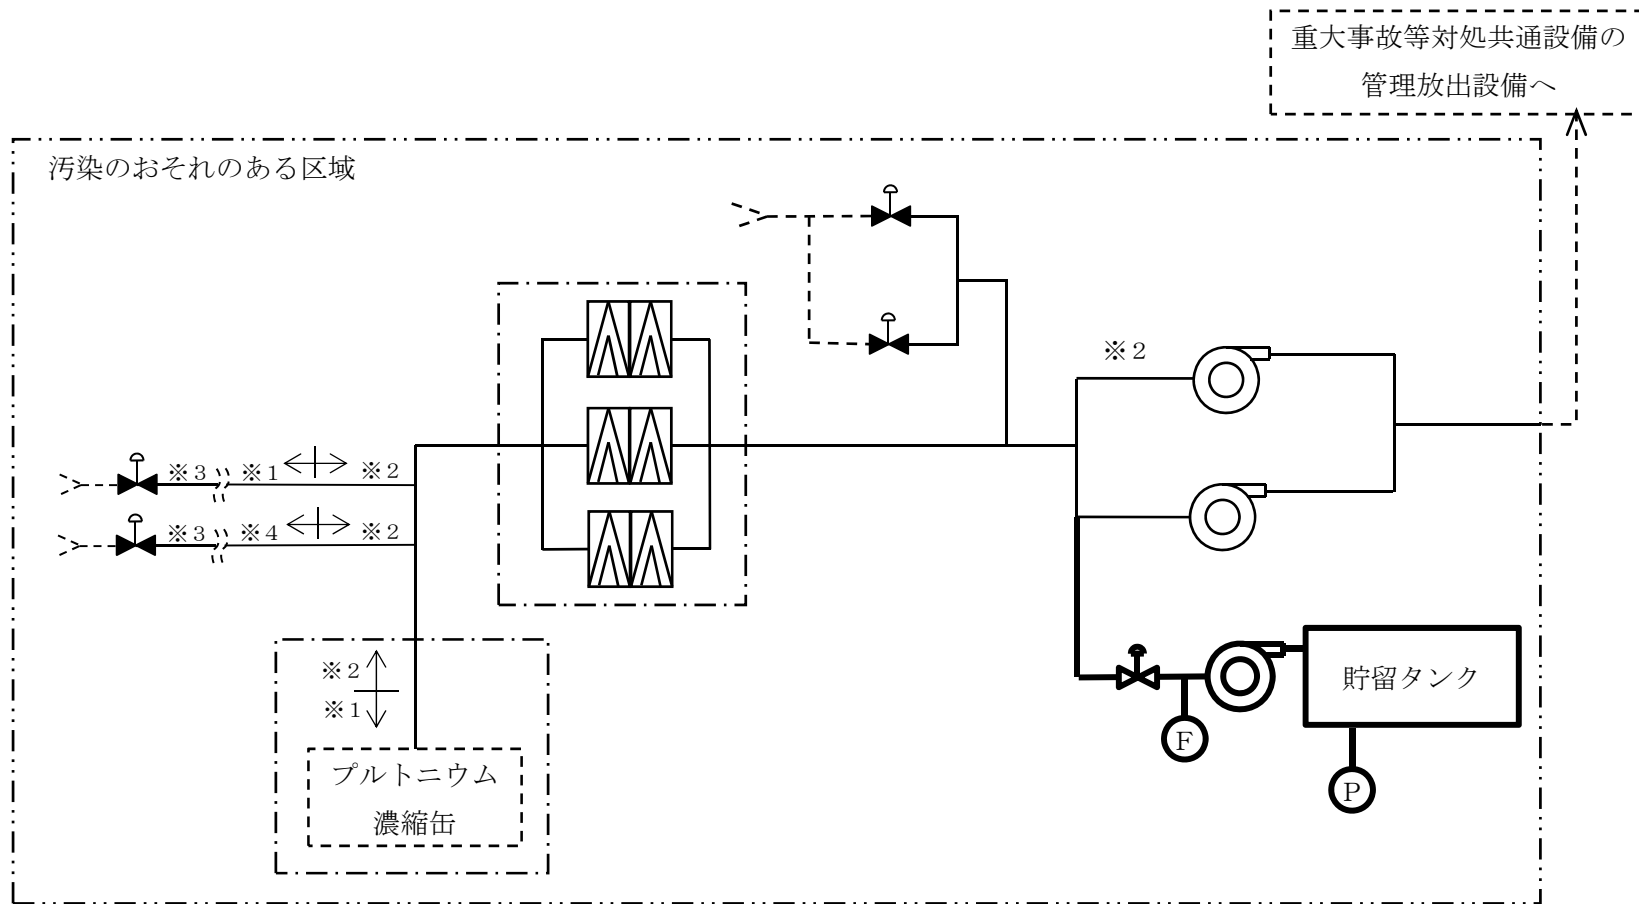 重大事故等対処共通設備の
管理放出設備へ
汚染のおそれのある区域
※2
※3 ※1 ※2
※3 ※4 ※2
※2
※1
プルトニウム
濃縮缶
貯留タンク
F
P